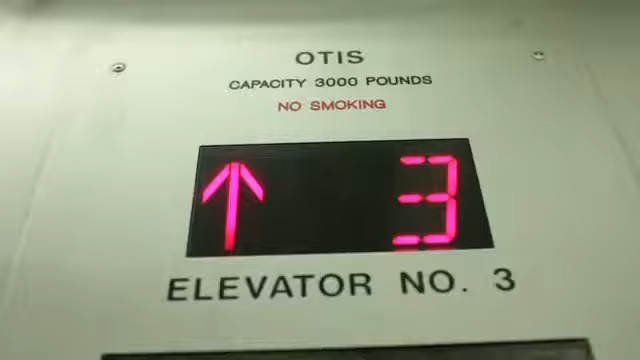 OTIS
CAPACITY 3000 POUNDS
NO SMOKING
↑ 3
ELEVATOR NO. 3